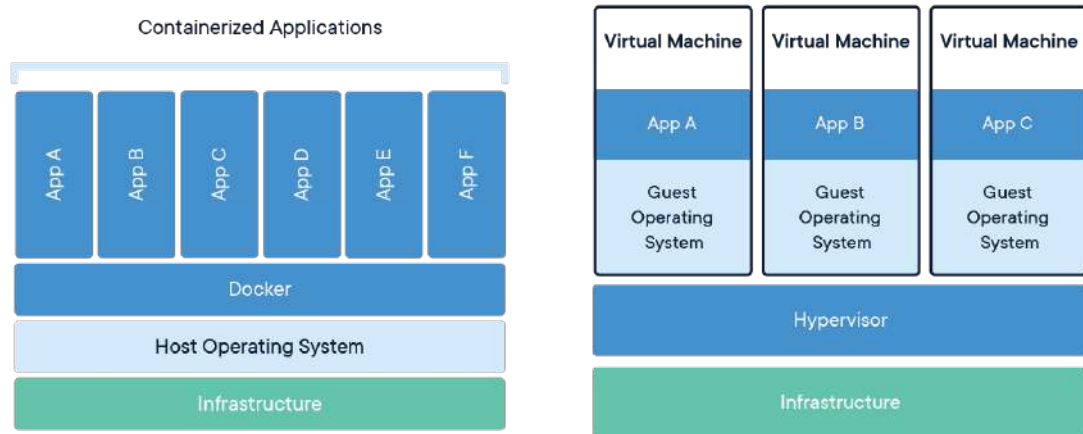 Containerized Applications
App A
App B
App C
App D
App E
App F
Docker
Host Operating System
Infrastructure
Virtual Machine
App A
Guest
Operating
System
Virtual Machine
App B
Guest
Operating
System
Virtual Machine
App C
Guest
Operating
System
Hypervisor
Infrastructure